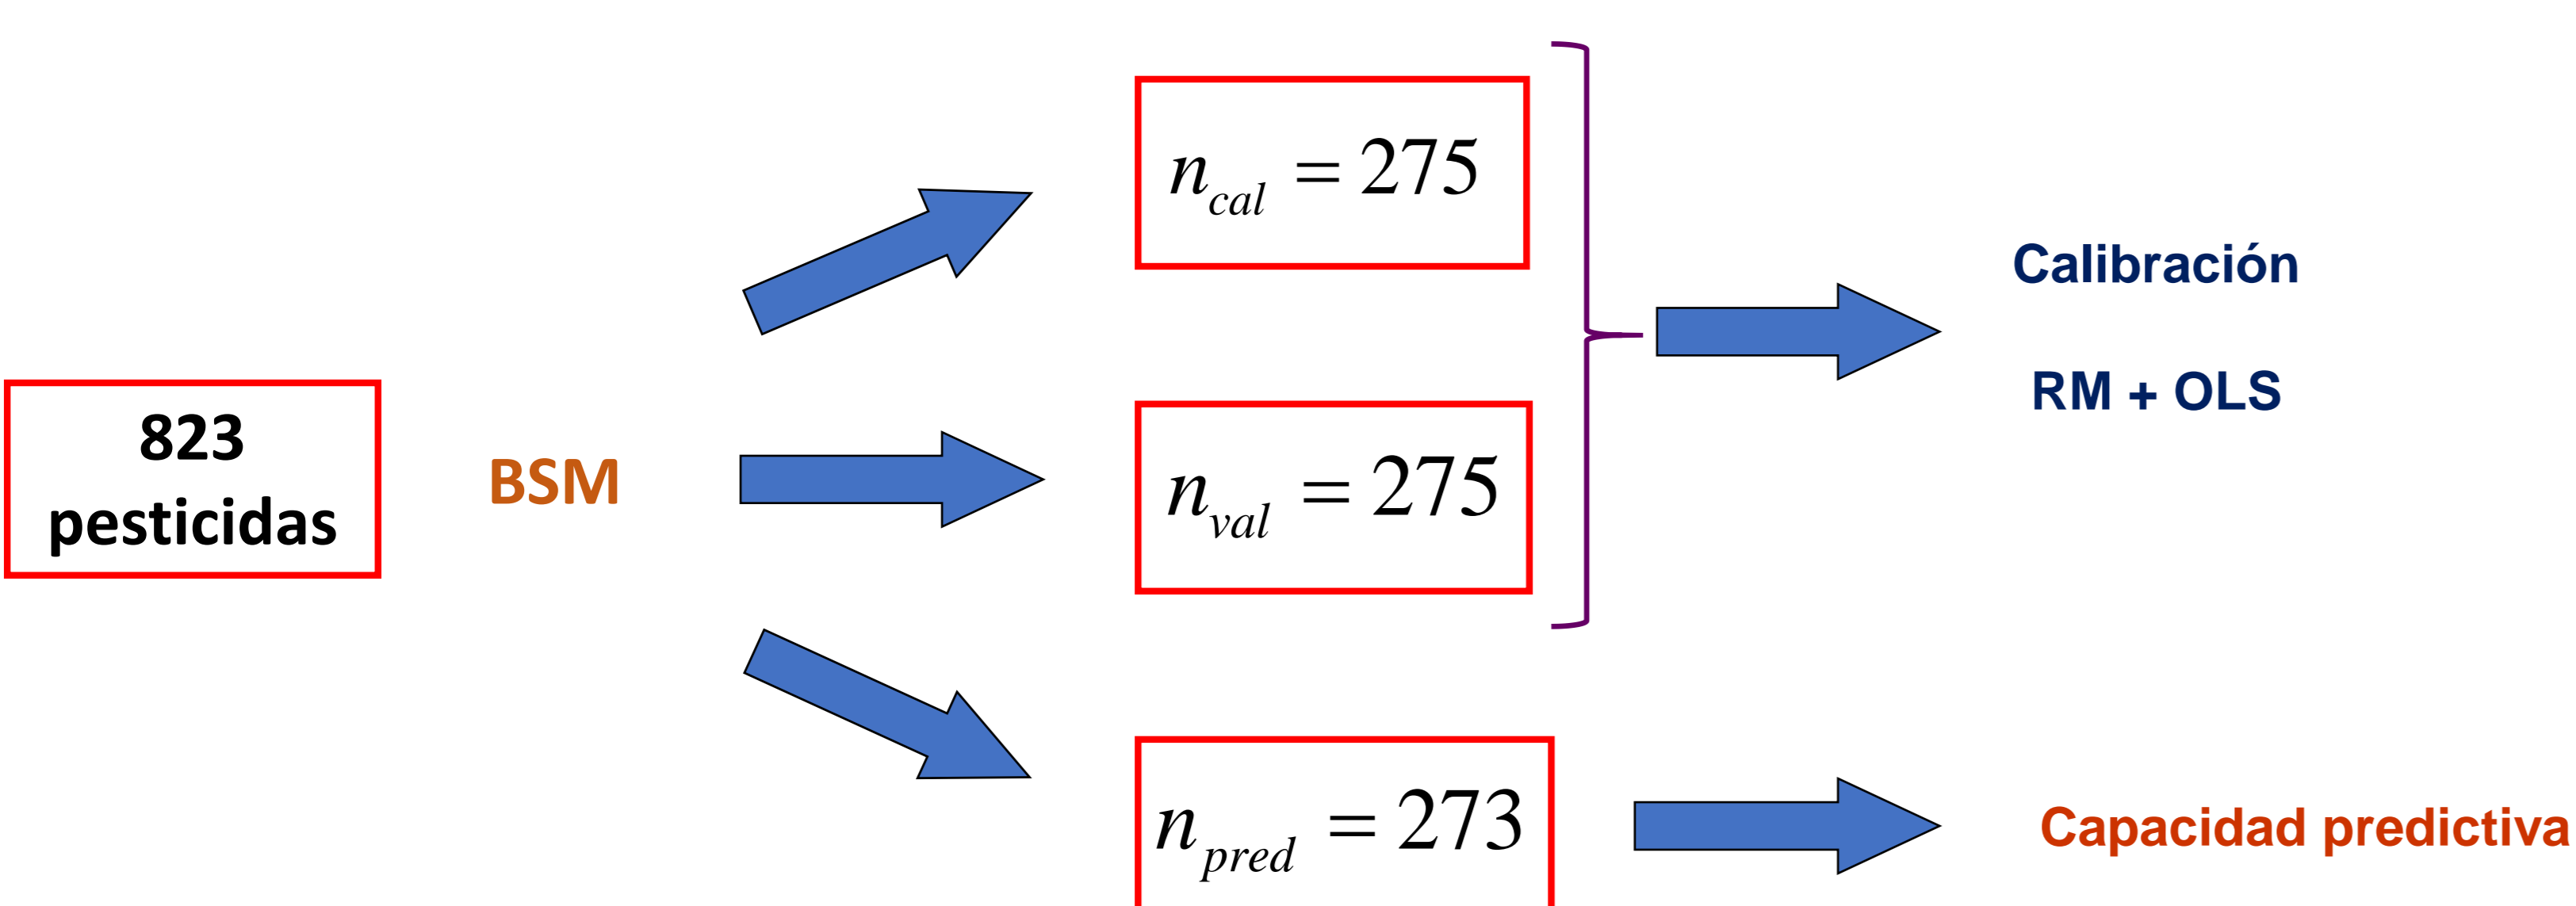 823
pesticidas
BSM
n_cal = 275
n_val = 275
n_pred = 273
Calibración
RM + OLS
Capacidad predictiva